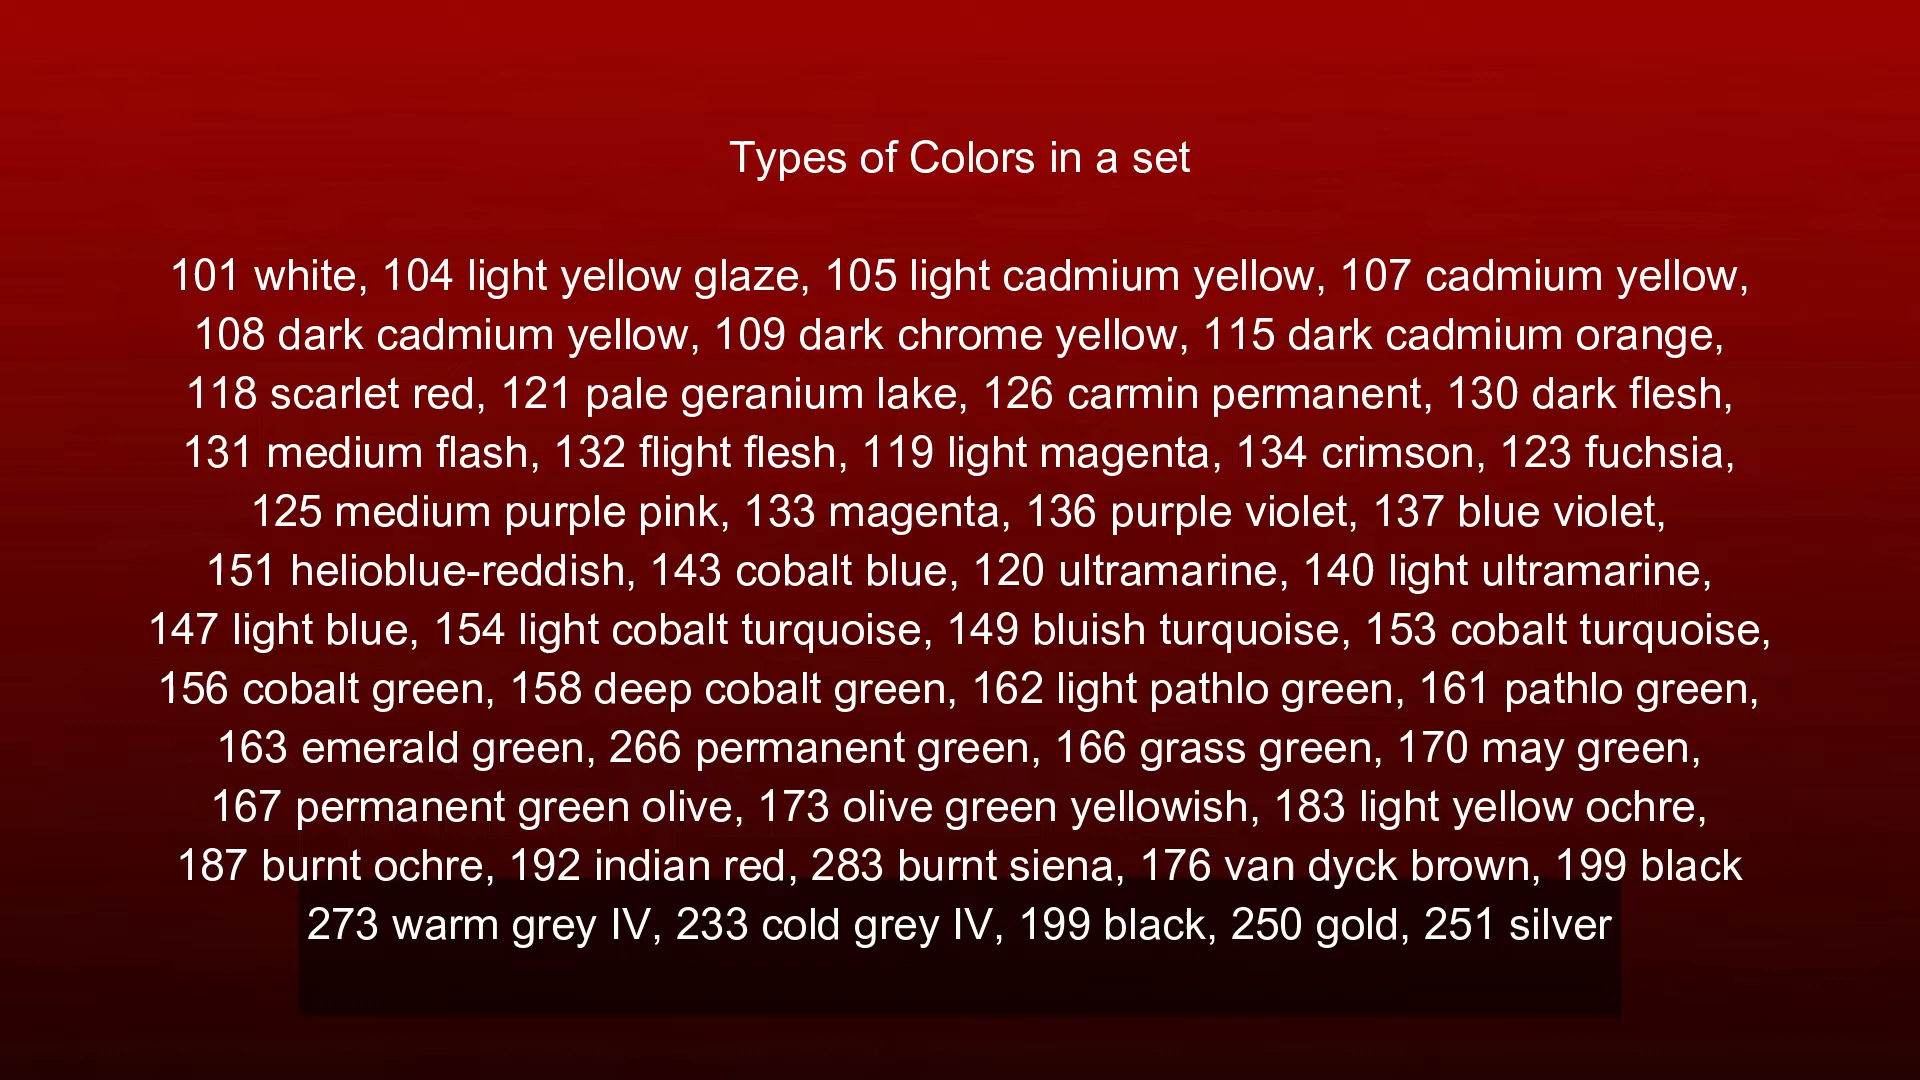 Types of Colors in a set
101 white, 104 light yellow glaze, 105 light cadmium yellow, 107 cadmium yellow,
108 dark cadmium yellow, 109 dark chrome yellow, 115 dark cadmium orange,
118 scarlet red, 121 pale geranium lake, 126 carmin permanent, 130 dark flesh,
131 medium flash, 132 flight flesh, 119 light magenta, 134 crimson, 123 fuchsia,
125 medium purple pink, 133 magenta, 136 purple violet, 137 blue violet,
151 helioblue-reddish, 143 cobalt blue, 120 ultramarine, 140 light ultramarine,
147 light blue, 154 light cobalt turquoise, 149 bluish turquoise, 153 cobalt turquoise,
156 cobalt green, 158 deep cobalt green, 162 light pathlo green, 161 pathlo green,
163 emerald green, 266 permanent green, 166 grass green, 170 may green,
167 permanent green olive, 173 olive green yellowish, 183 light yellow ochre,
187 burnt ochre, 192 indian red, 283 burnt siena, 176 van dyck brown, 199 black
273 warm grey IV, 233 cold grey IV, 199 black, 250 gold, 251 silver